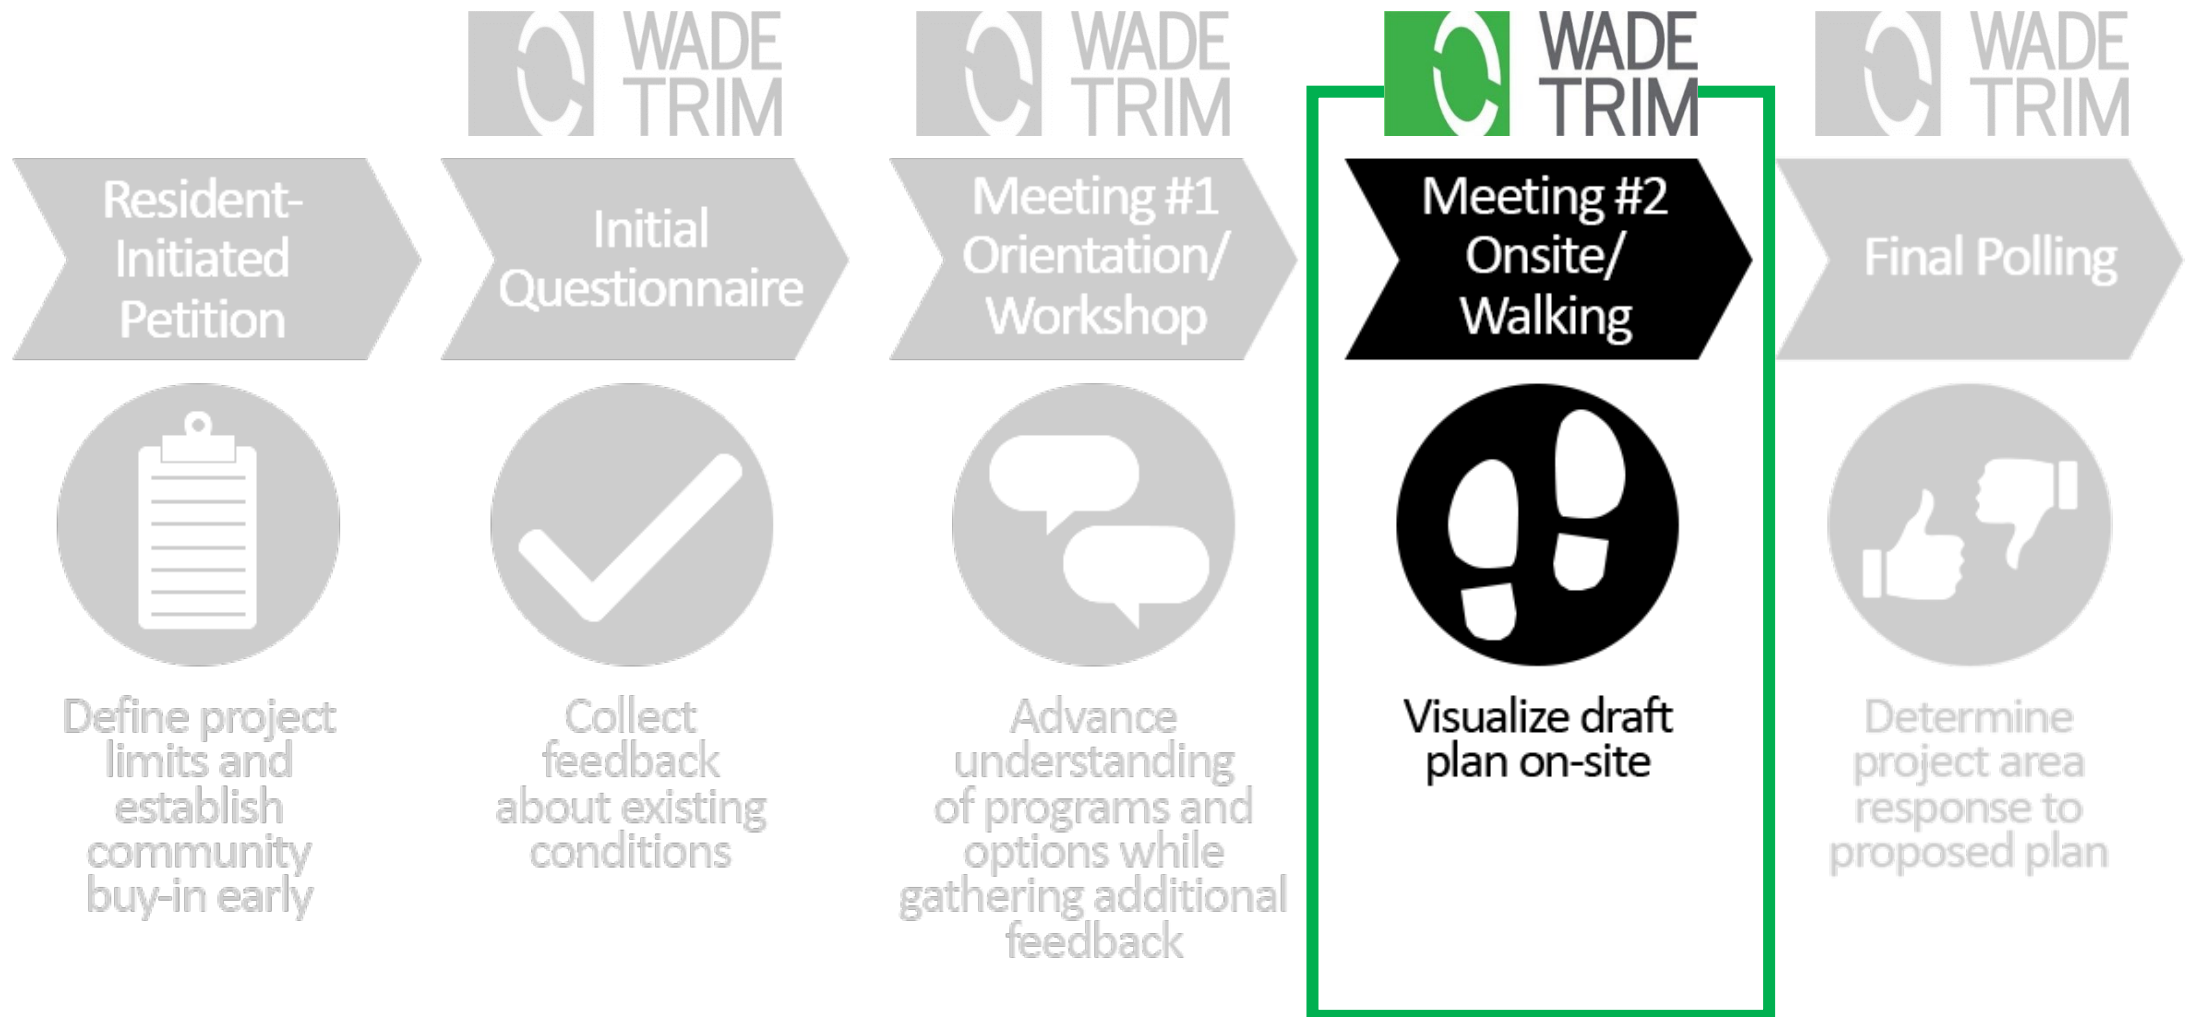 WADE
TRIM
WADE
TRIM
WADE
TRIM
WADE
TRIM
Resident-
Initiated
Petition
Initial
Questionnaire
Meeting #1
Orientation/
Workshop
Meeting #2
Onsite/
Walking
Final Polling
Define project
limits and
establish
community
buy-in early
Collect
feedback
about existing
conditions
Advance
understanding
of programs and
options while
gathering additional
feedback
Visualize draft
plan on-site
Determine
project area
response to
proposed plan